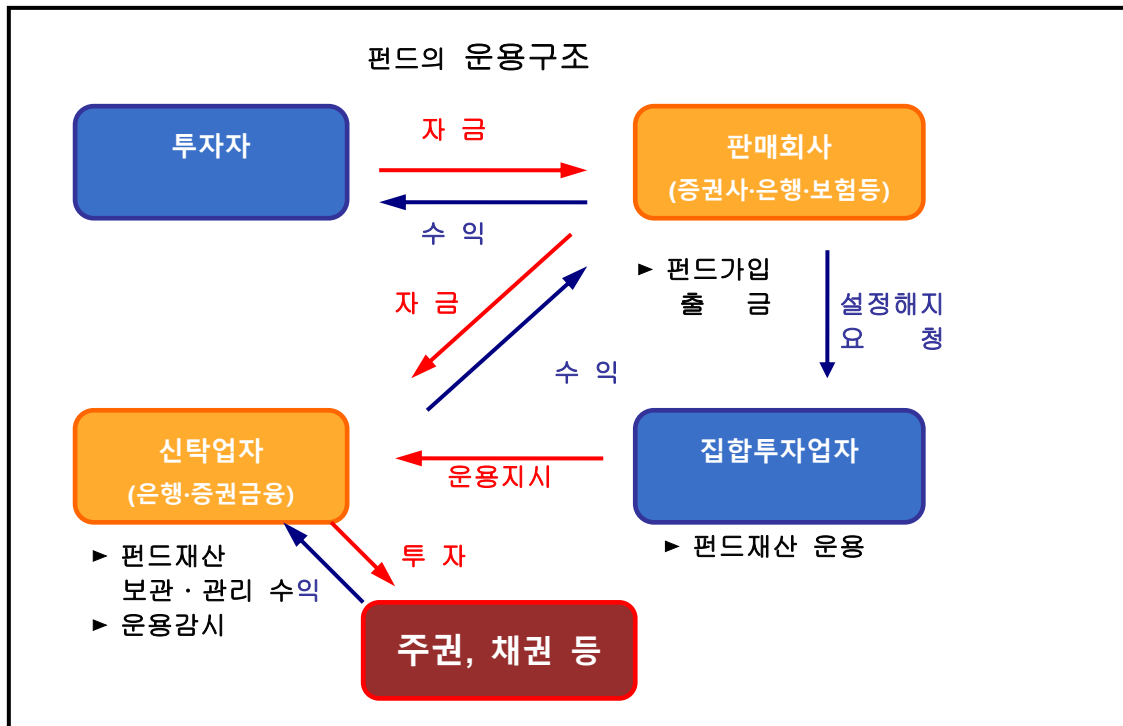 펀드의 운용구조
투자자
자 금
판매회사
(증권사·은행·보험등)
수 익
► 펀드가입
출 금
자 금
설정해지
요 청
수 익
신탁업자
(은행·증권금융)
운용지시
집합투자업자
► 펀드재산 운용
► 펀드재산
보관 · 관리 수익
► 운용감시
투 자
주권, 채권 등